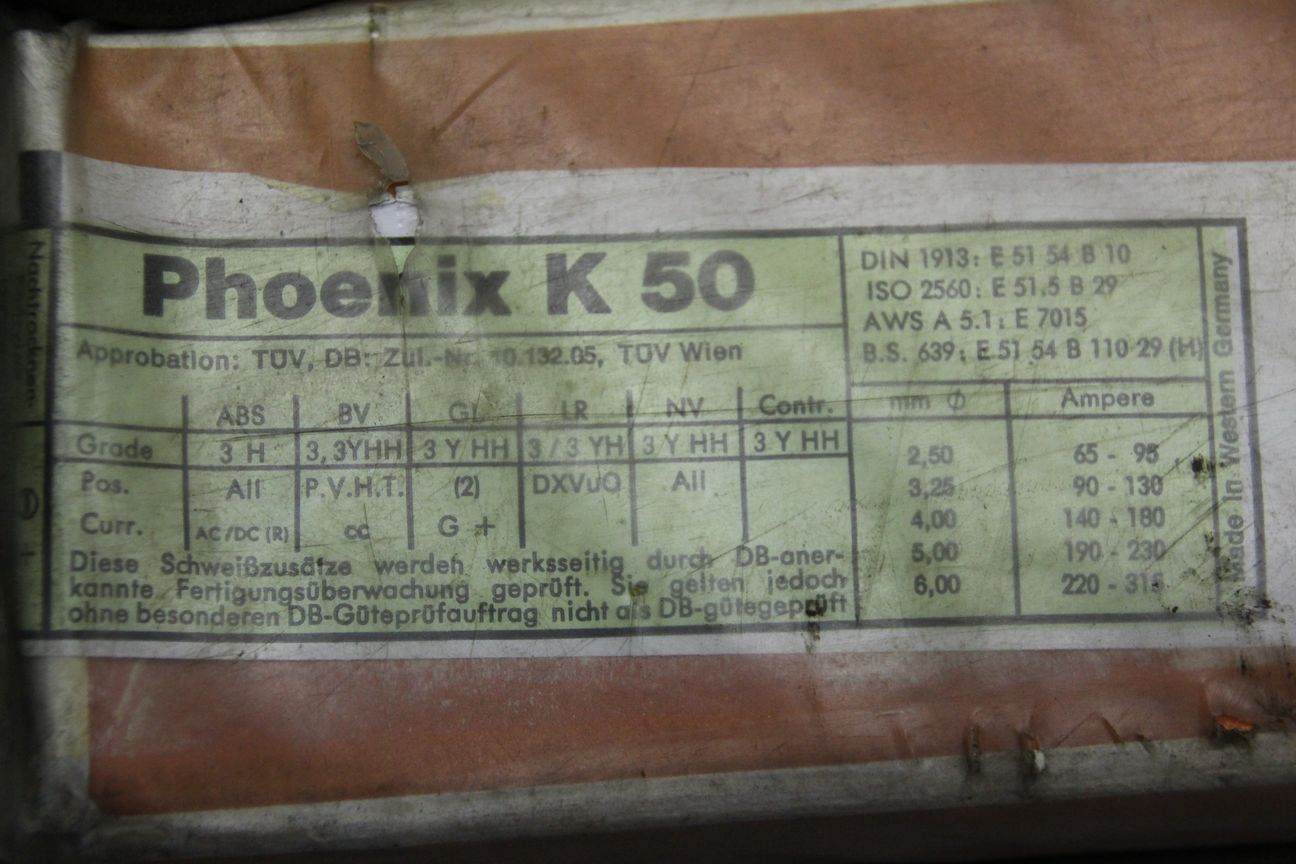 Phoenix K 50
Approbation: TÜV, DB: Zul.-Nr. 10.132.05, TÜV Wien
ABS BV GL LR NV Contr.
Grade 3 H 3,3YHH 3 Y HH 3/3 YH 3 Y HH 3 Y HH
Pos. All P.V.H.T. (2) DXVuO All
Curr. AC/DC (R) cc G +
Diese Schweißzusätze werden werksseitig durch DB-aner-
kannte Fertigungsüberwachung geprüft. Sie gelten jedoch
ohne besonderen DB-Güteprüfauftrag nicht als DB-gütegeprüft
DIN 1913: E 51 54 B 10
ISO 2560: E 51.5 B 29
AWS A 5.1: E 7015
B.S. 639: E 51 54 B 110 29 (H)
mm ϕ Ampere
2,50 65 - 95
3,25 90 - 130
4,00 140 - 180
5,00 190 - 230
6,00 220 - 315
Made in Western Germany
Nachtrocknen